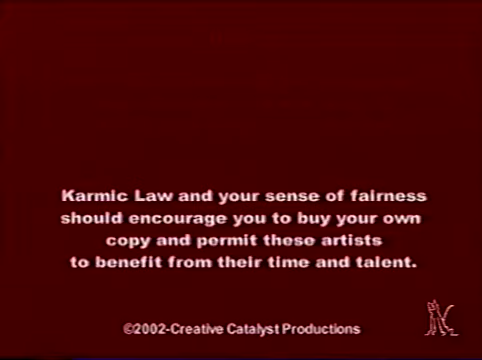 Karmic Law and your sense of fairness
should encourage you to buy your own
copy and permit these artists
to benefit from their time and talent.
©2002-Creative Catalyst Productions